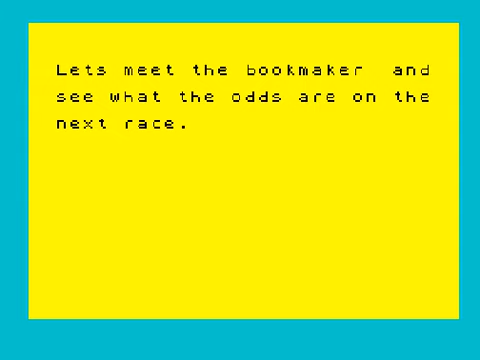 Lets meet the bookmaker  and
see what the odds are on the
next race.